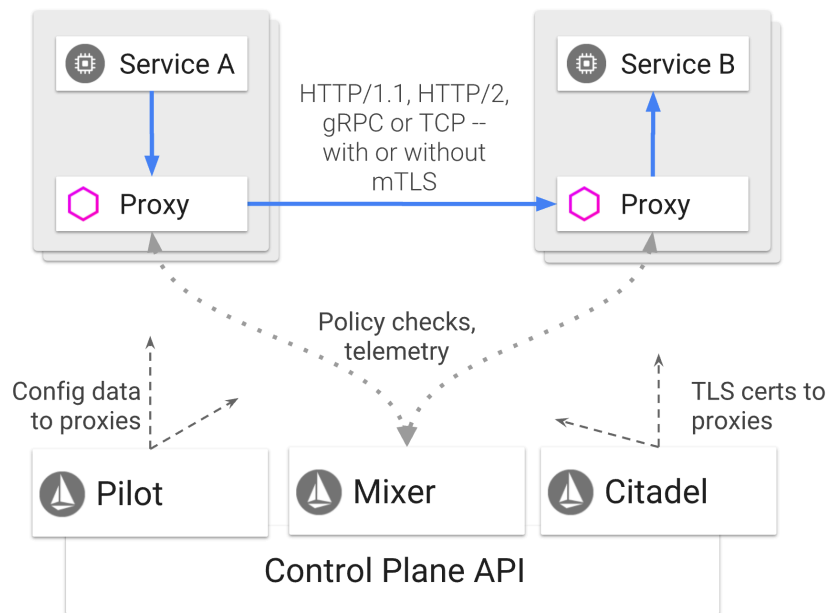 Service A
Service B
HTTP/1.1, HTTP/2,
gRPC or TCP --
with or without
mTLS
Proxy
Proxy
Policy checks,
telemetry
Config data
to proxies
TLS certs to
proxies
Pilot
Mixer
Citadel
Control Plane API